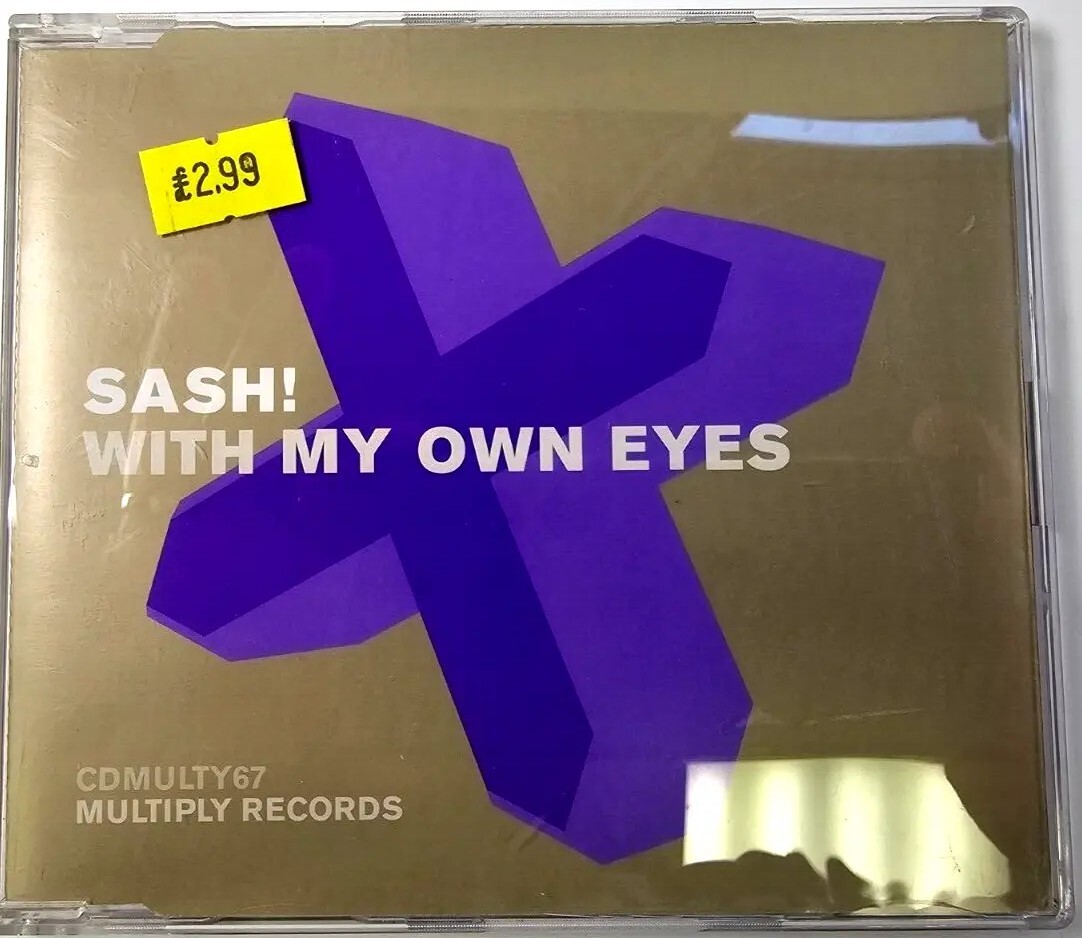 £2.99
SASH!
WITH MY OWN EYES
CDMULTY67
MULTIPLY RECORDS